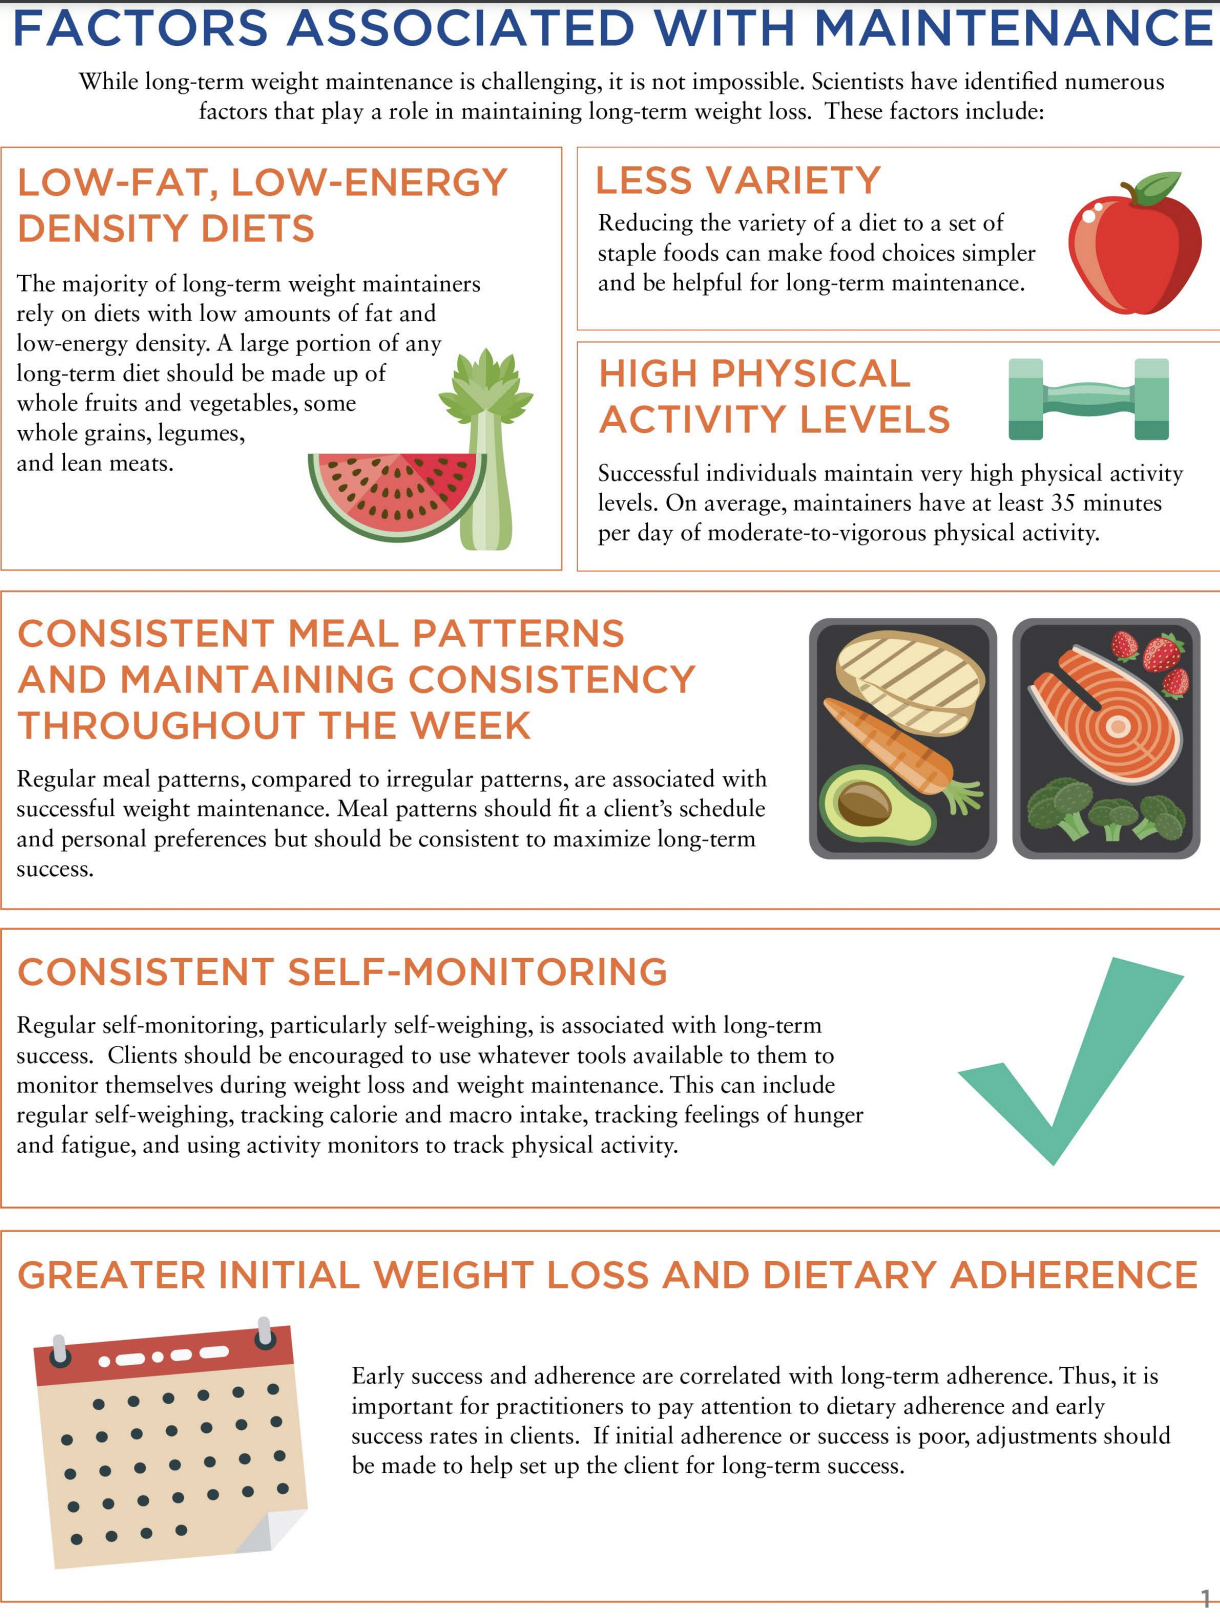 FACTORS ASSOCIATED WITH MAINTENANCE
While long-term weight maintenance is challenging, it is not impossible. Scientists have identified numerous
factors that play a role in maintaining long-term weight loss.  These factors include:
LOW-FAT, LOW-ENERGY
DENSITY DIETS
The majority of long-term weight maintainers
rely on diets with low amounts of fat and
low-energy density. A large portion of any
long-term diet should be made up of
whole fruits and vegetables, some
whole grains, legumes,
and lean meats.
LESS VARIETY
Reducing the variety of a diet to a set of
staple foods can make food choices simpler
and be helpful for long-term maintenance.
HIGH PHYSICAL
ACTIVITY LEVELS
Successful individuals maintain very high physical activity
levels. On average, maintainers have at least 35 minutes
per day of moderate-to-vigorous physical activity.
CONSISTENT MEAL PATTERNS
AND MAINTAINING CONSISTENCY
THROUGHOUT THE WEEK
Regular meal patterns, compared to irregular patterns, are associated with
successful weight maintenance. Meal patterns should fit a client’s schedule
and personal preferences but should be consistent to maximize long-term
success.
CONSISTENT SELF-MONITORING
Regular self-monitoring, particularly self-weighing, is associated with long-term
success.  Clients should be encouraged to use whatever tools available to them to
monitor themselves during weight loss and weight maintenance. This can include
regular self-weighing, tracking calorie and macro intake, tracking feelings of hunger
and fatigue, and using activity monitors to track physical activity.
GREATER INITIAL WEIGHT LOSS AND DIETARY ADHERENCE
Early success and adherence are correlated with long-term adherence. Thus, it is
important for practitioners to pay attention to dietary adherence and early
success rates in clients.  If initial adherence or success is poor, adjustments should
be made to help set up the client for long-term success.
1